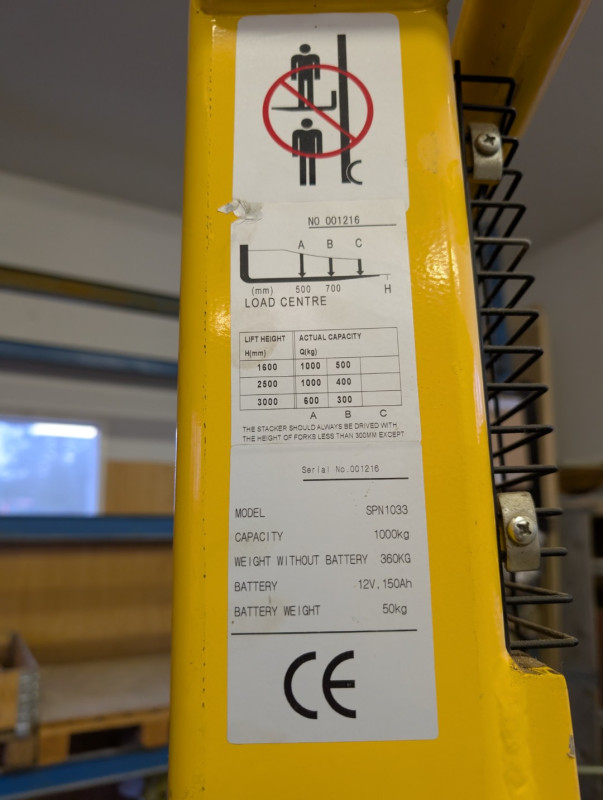 NO 001216
A B C
(mm) 500 700 H
LOAD CENTRE
LIFT HEIGHT ACTUAL CAPACITY
H(mm) Q(kg)
1600 1000 500
2500 1000 400
3000 600 300
A B C
THE STACKER SHOULD ALWAYS BE DRIVED WITH
THE HEIGHT OF FORKS LESS THAN 300MM EXCEPT
Serial No.001216
MODEL SPN1033
CAPACITY 1000kg
WEIGHT WITHOUT BATTERY 360KG
BATTERY 12V,150Ah
BATTERY WEIGHT 50kg
CE